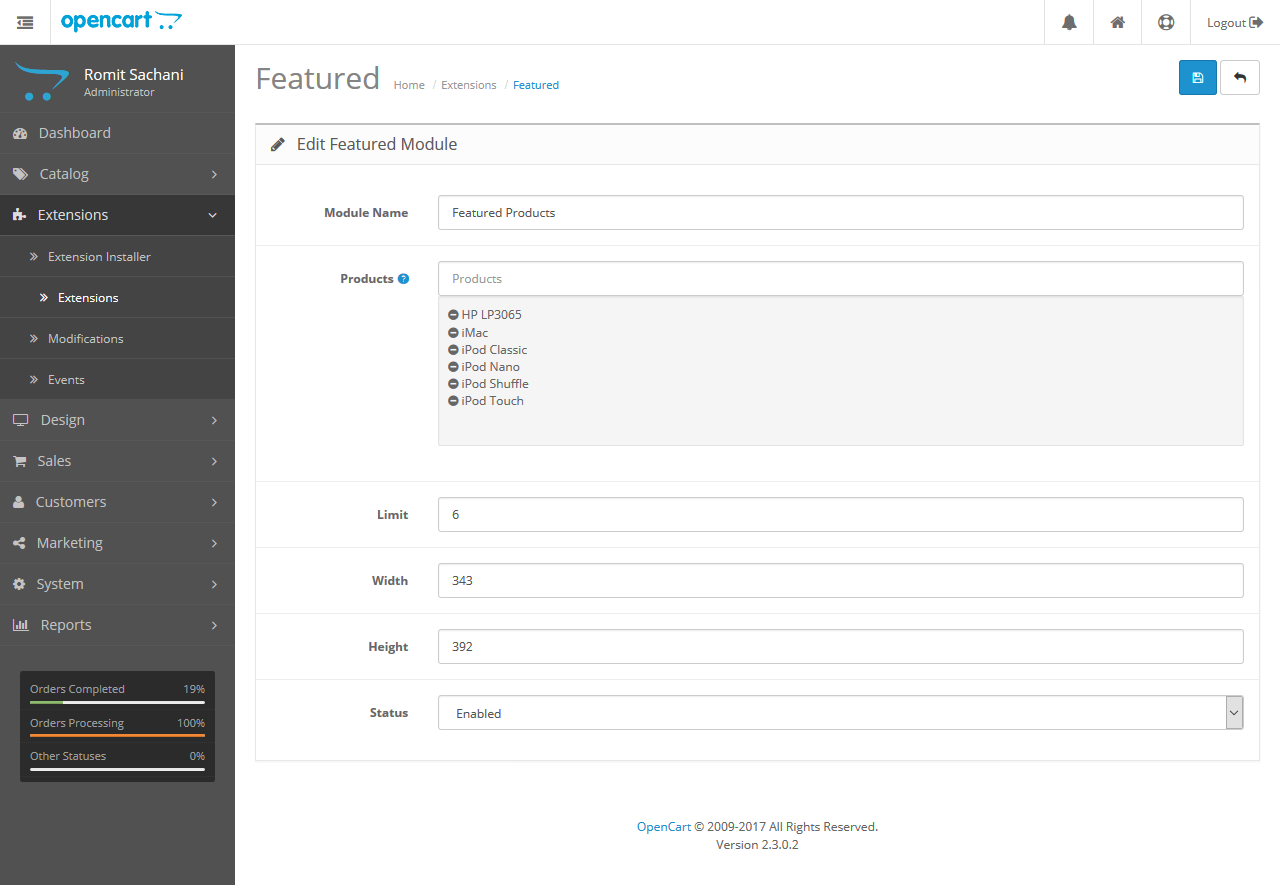 opencart
Logout
Romit Sachani
Administrator
Dashboard
Catalog
Extensions
Extension Installer
Extensions
Modifications
Events
Design
Sales
Customers
Marketing
System
Reports
Orders Completed 19%
Orders Processing 100%
Other Statuses 0%
Featured Home / Extensions / Featured
Edit Featured Module
Module Name Featured Products
Products ? Products
HP LP3065
iMac
iPod Classic
iPod Nano
iPod Shuffle
iPod Touch
Limit 6
Width 343
Height 392
Status Enabled
OpenCart © 2009-2017 All Rights Reserved.
Version 2.3.0.2